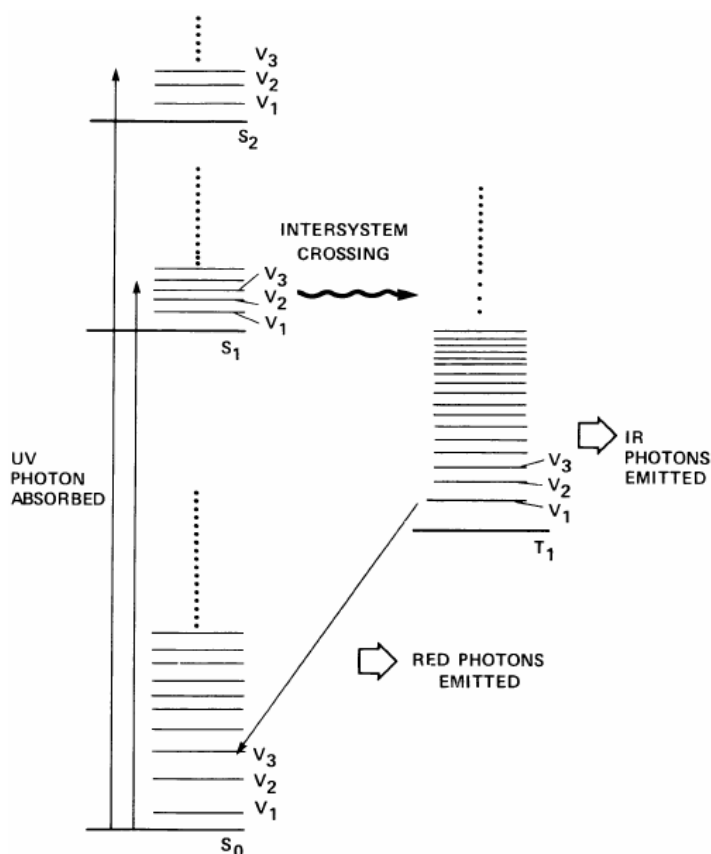 V3
V2
V1
S2
INTERSYSTEM
CROSSING
V3
V2
V1
S1
UV
PHOTON
ABSORBED
IR
PHOTONS
EMITTED
V3
V2
V1
T1
RED PHOTONS
EMITTED
V3
V2
V1
S0